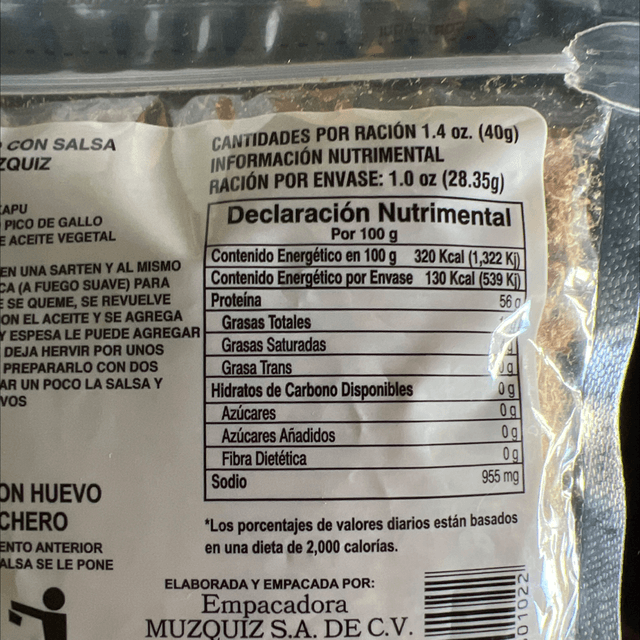 CON SALSA
ZQUIZ
CAPU
PICO DE GALLO
E ACEITE VEGETAL
EN UNA SARTEN Y AL MISMO
CA (A FUEGO SUAVE) PARA
E SE QUEME, SE REVUELVE
ON EL ACEITE Y SE AGREGA
Y ESPESA LE PUEDE AGREGAR
DEJA HERVIR POR UNOS
PREPARARLO CON DOS
AR UN POCO LA SALSA Y
VOS
ON HUEVO
CHERO
ENTO ANTERIOR
ALSA SE LE PONE
CANTIDADES POR RACIÓN 1.4 oz. (40g)
INFORMACIÓN NUTRIMENTAL
RACIÓN POR ENVASE: 1.0 oz (28.35g)
Declaración Nutrimental
Por 100 g
Contenido Energético en 100 g 320 Kcal (1,322 Kj)
Contenido Energético por Envase 130 Kcal (539 Kj)
Proteína 56 g
Grasas Totales
Grasas Saturadas g
Grasa Trans g
Hidratos de Carbono Disponibles 0 g
Azúcares 0 g
Azúcares Añadidos 0 g
Fibra Dietética 0 g
Sodio 955 mg
*Los porcentajes de valores diarios están basados
en una dieta de 2,000 calorías.
ELABORADA Y EMPACADA POR:
Empacadora
MUZQUIZ S.A. DE C.V.
01022